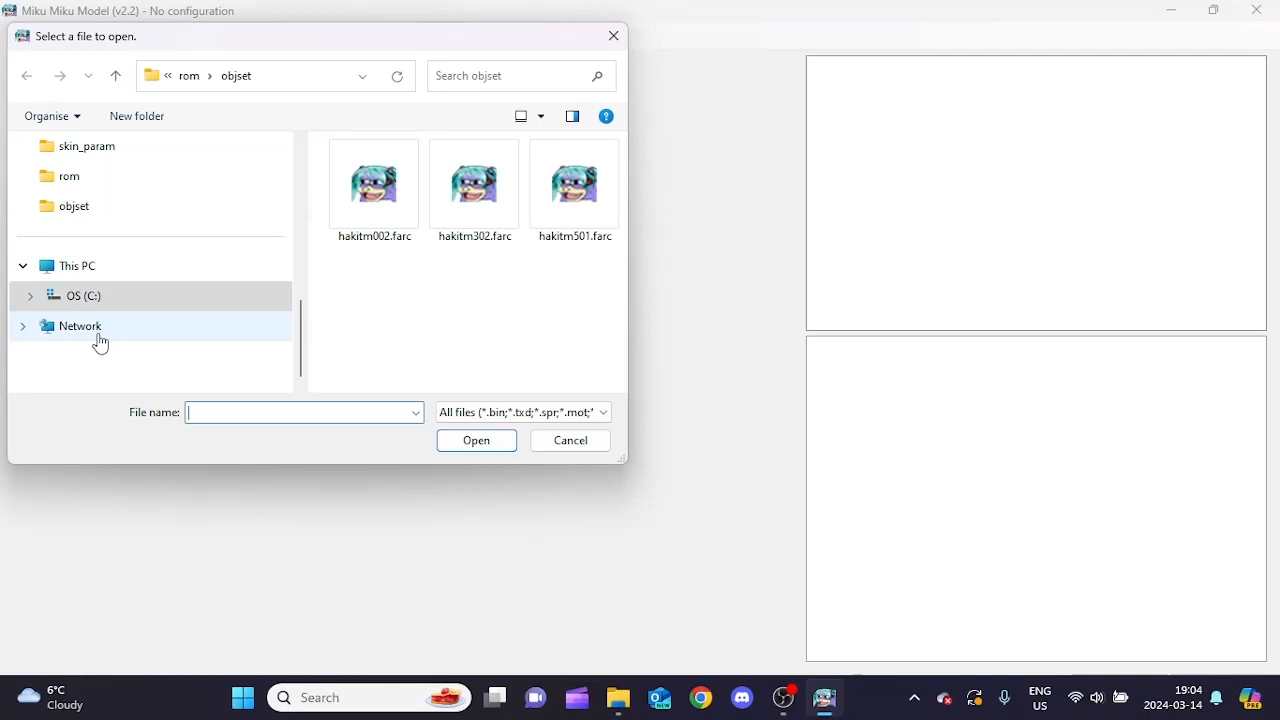 Miku Miku Model (v2.2) - No configuration
Select a file to open.
« rom › objset
Search objset
Organise
New folder
skin_param
rom
objset
This PC
OS (C:)
Network
hakitm002.farc
hakitm302.farc
hakitm501.farc
File name:
All files (*.bin;*.txd;*.spr;*.mot;*
Open
Cancel
6°C
Cloudy
Search
NEW
ENG
US
19:04
2024-03-14
PRE